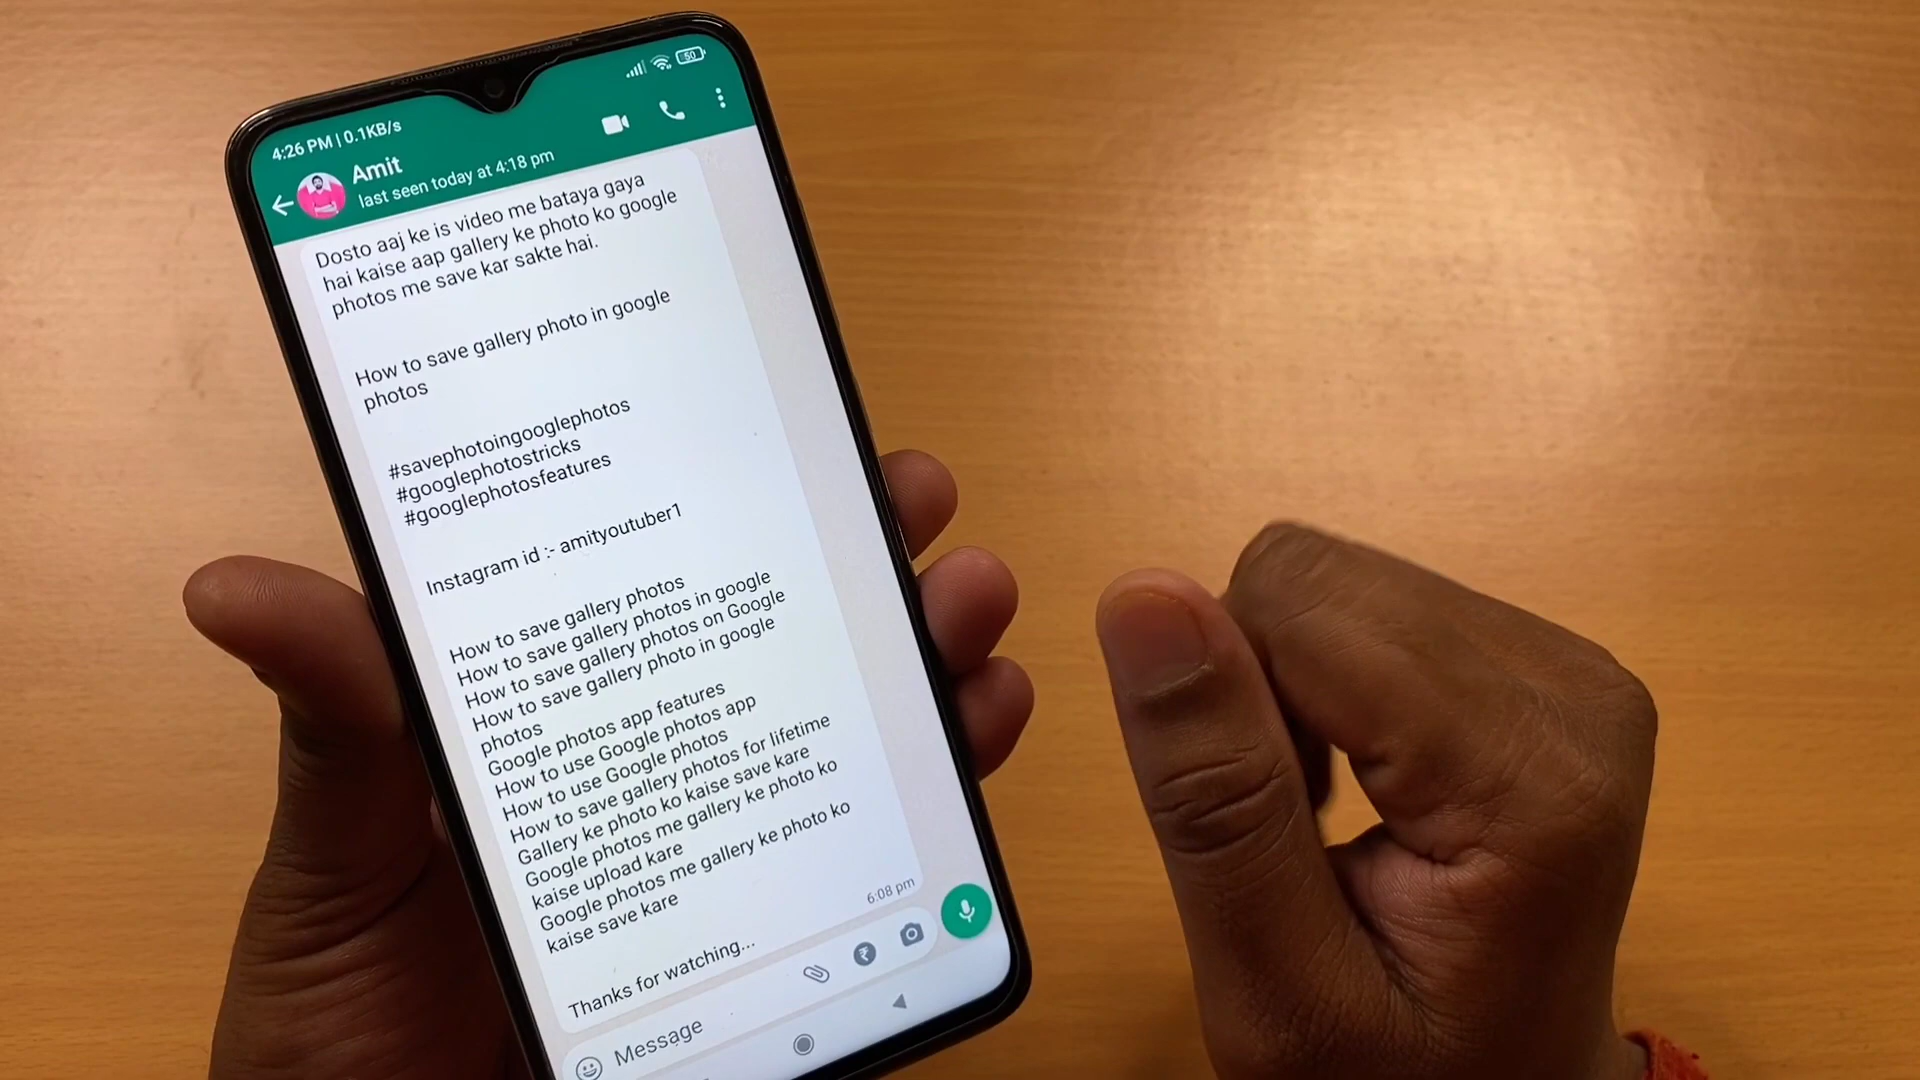 4:26 PM | 0.1KB/s
50
Amit
last seen today at 4:18 pm
Dosto aaj ke is video me bataya gaya
hai kaise aap gallery ke photo ko google
photos me save kar sakte hai.
How to save gallery photo in google
photos
#savephotoingooglephotos
#googlephotostricks
#googlephotosfeatures
Instagram id :- amityoutuber1
How to save gallery photos
How to save gallery photos in google
How to save gallery photos on Google
How to save gallery photo in google
photos
Google photos app features
How to use Google photos app
How to use Google photos
How to save gallery photos for lifetime
Gallery ke photo ko kaise save kare
Google photos me gallery ke photo ko
kaise upload kare
Google photos me gallery ke photo ko
kaise save kare
Thanks for watching...
6:08 pm
Message